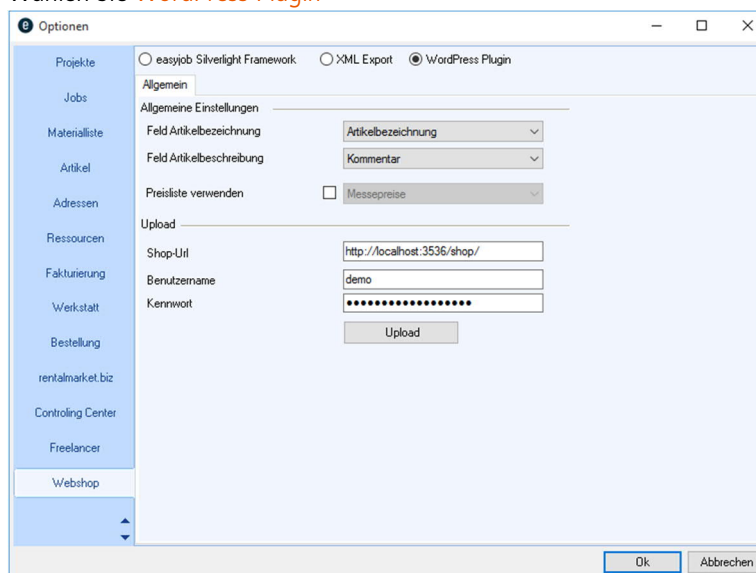 Wählen Sie WordPress Plugin
Optionen
Projekte
Jobs
Materialliste
Artikel
Adressen
Ressourcen
Fakturierung
Werkstatt
Bestellung
rentalmarket.biz
Controling Center
Freelancer
Webshop
easyjob Silverlight Framework XML Export WordPress Plugin
Allgemein
Allgemeine Einstellungen
Feld Artikelbezeichnung Artikelbezeichnung
Feld Artikelbeschreibung Kommentar
Preisliste verwenden Messepreise
Upload
Shop-Url http://localhost:3536/shop/
Benutzername demo
Kennwort ••••••••••••••••••
Upload
Ok Abbrechen